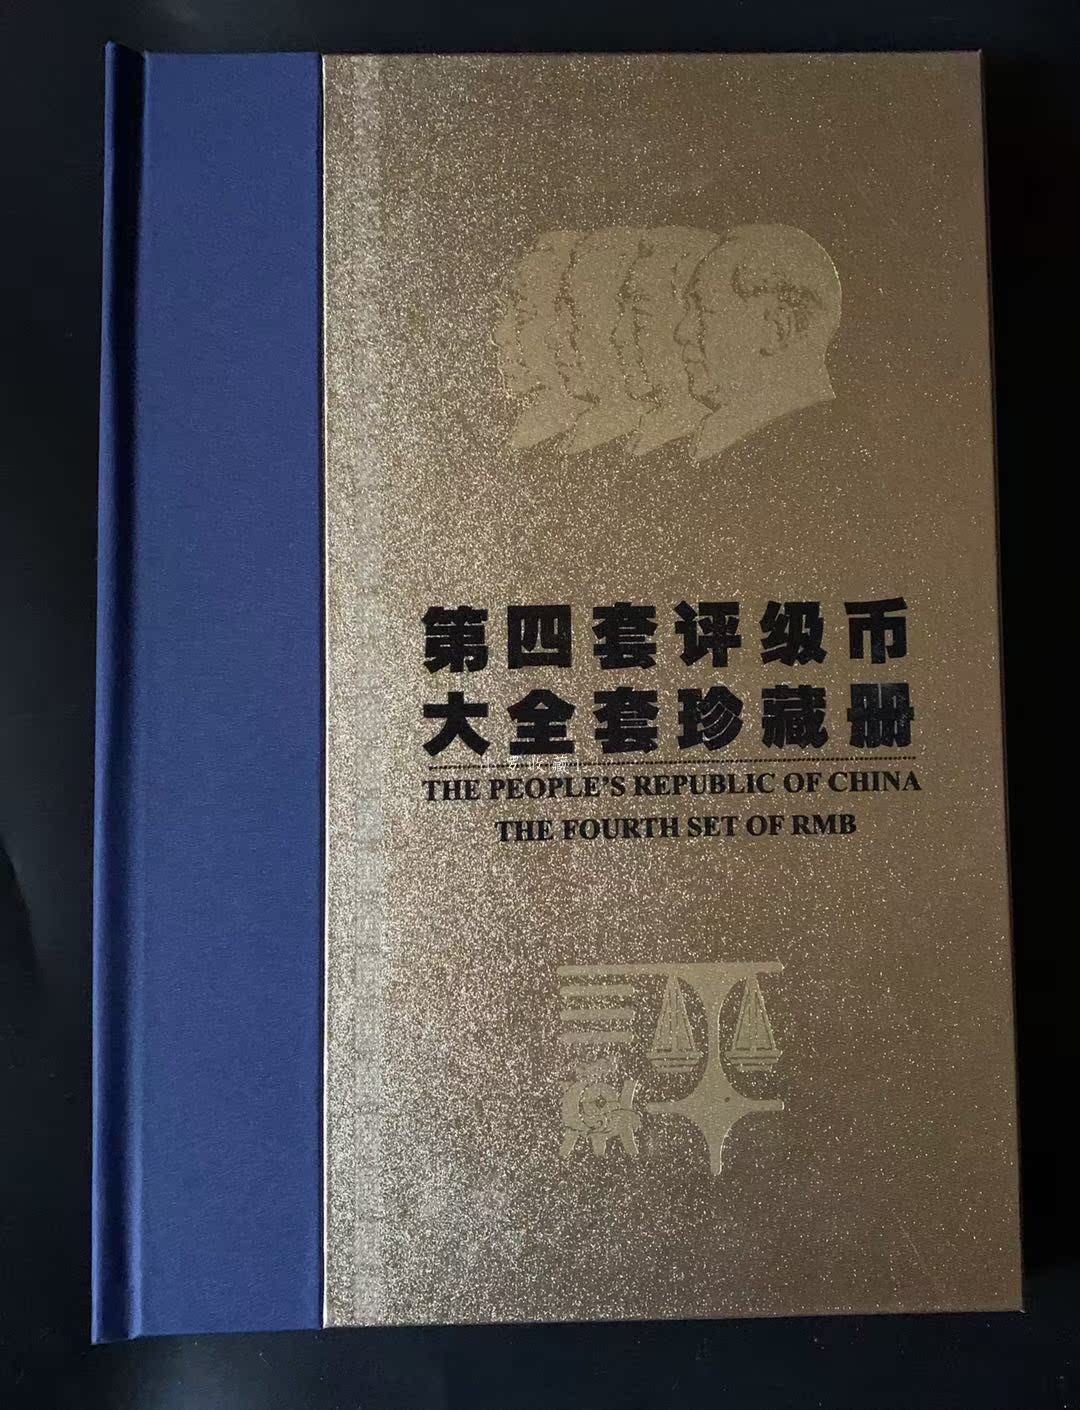 第四套评级币
大全套珍藏册
THE PEOPLE'S REPUBLIC OF CHINA
THE FOURTH SET OF RMB